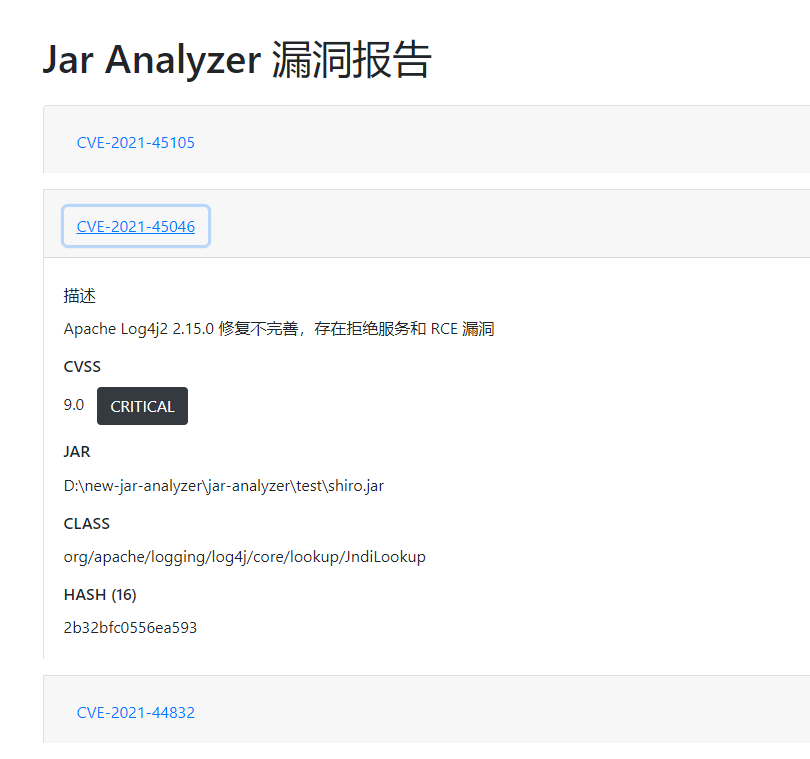 Jar Analyzer 漏洞报告
CVE-2021-45105
CVE-2021-45046
描述
Apache Log4j2 2.15.0 修复不完善，存在拒绝服务和 RCE 漏洞
CVSS
9.0 CRITICAL
JAR
D:\new-jar-analyzer\jar-analyzer\test\shiro.jar
CLASS
org/apache/logging/log4j/core/lookup/JndiLookup
HASH (16)
2b32bfc0556ea593
CVE-2021-44832